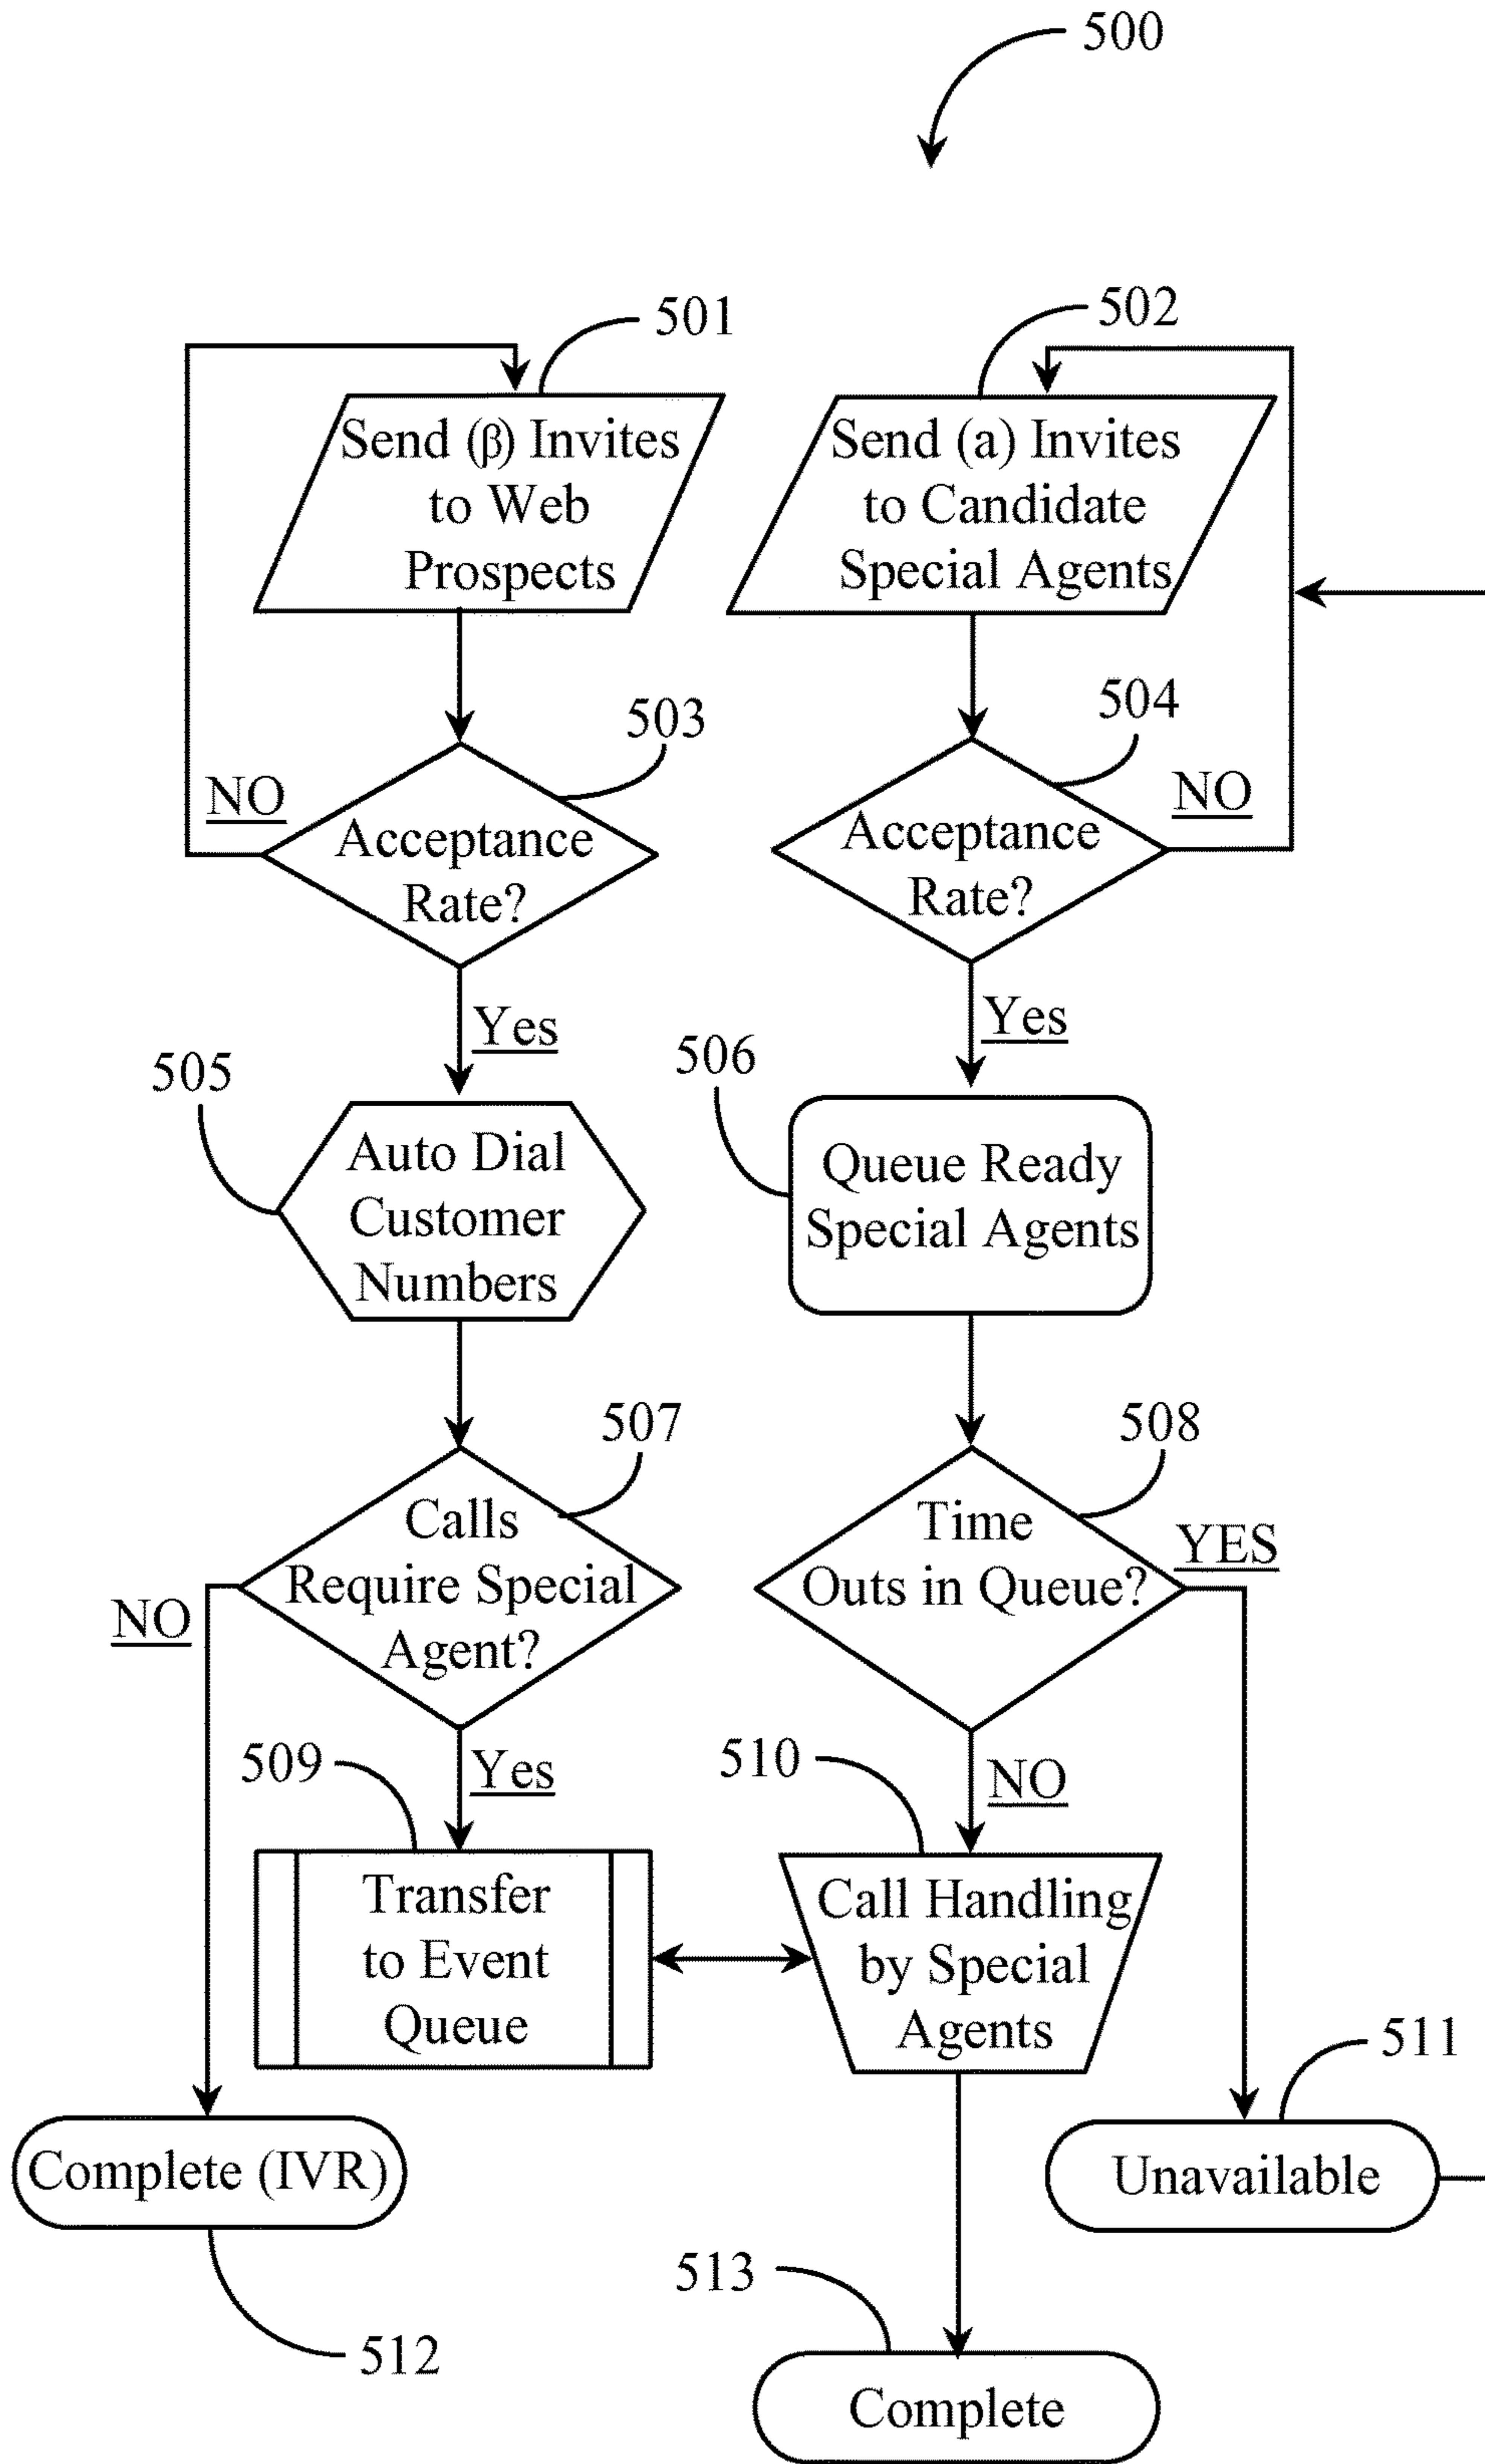 500
501
502
Send (β) Invites
to Web
Prospects
Send (a) Invites
to Candidate
Special Agents
503
504
NO
Acceptance
Rate?
NO
Acceptance
Rate?
Yes
Yes
505
506
Auto Dial
Customer
Numbers
Queue Ready
Special Agents
507
508
Calls
Require Special
Agent?
NO
Time
Outs in Queue?
YES
509
Yes
510
NO
Transfer
to Event
Queue
Call Handling
by Special
Agents
511
Complete (IVR)
Unavailable
512
513
Complete